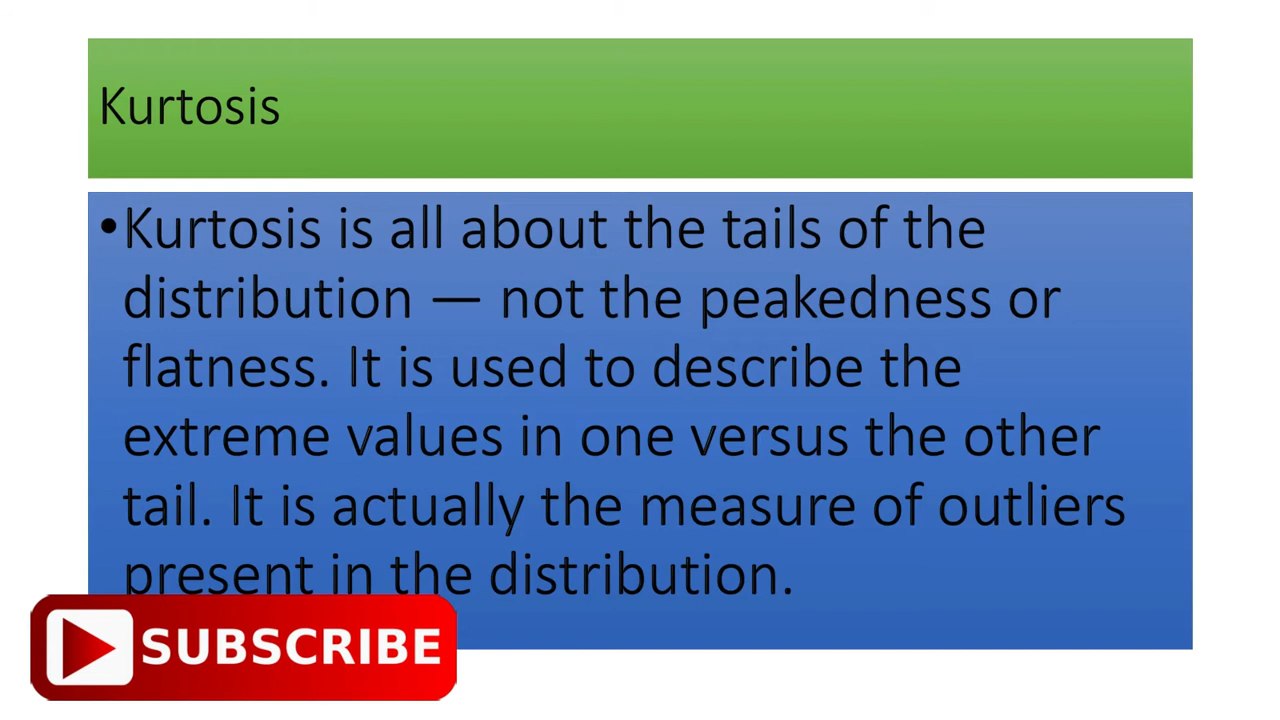 Kurtosis
•Kurtosis is all about the tails of the
distribution — not the peakedness or
flatness. It is used to describe the
extreme values in one versus the other
tail. It is actually the measure of outliers
present in the distribution.
SUBSCRIBE